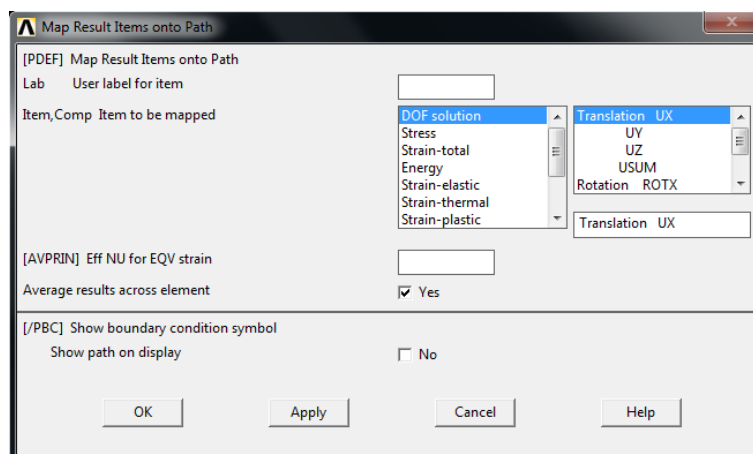 Map Result Items onto Path
[PDEF] Map Result Items onto Path
Lab User label for item
Item,Comp Item to be mapped
DOF solution
Stress
Strain-total
Energy
Strain-elastic
Strain-thermal
Strain-plastic
Translation UX
UY
UZ
USUM
Rotation ROTX
Translation UX
[AVPRIN] Eff NU for EQV strain
Average results across element
Yes
[/PBC] Show boundary condition symbol
Show path on display
No
OK Apply Cancel Help